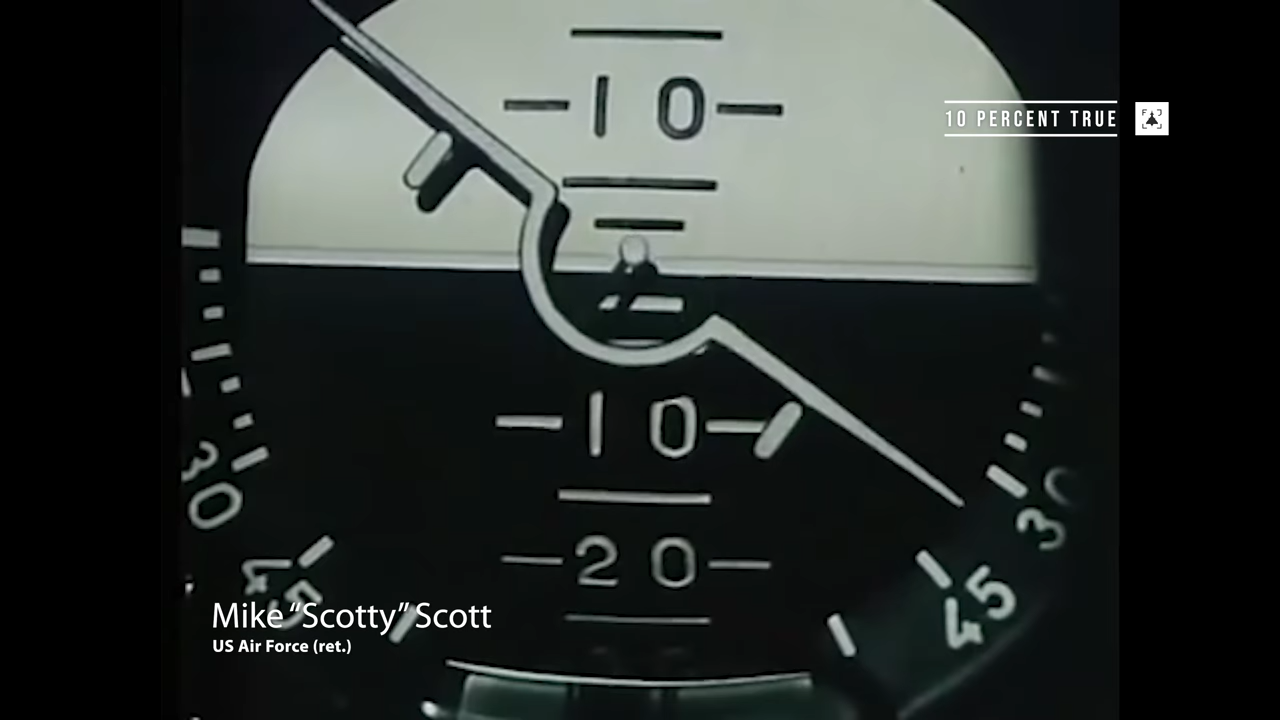 10
10 PERCENT TRUE
10
30
30
20
45
45
Mike “Scotty” Scott
US Air Force (ret.)